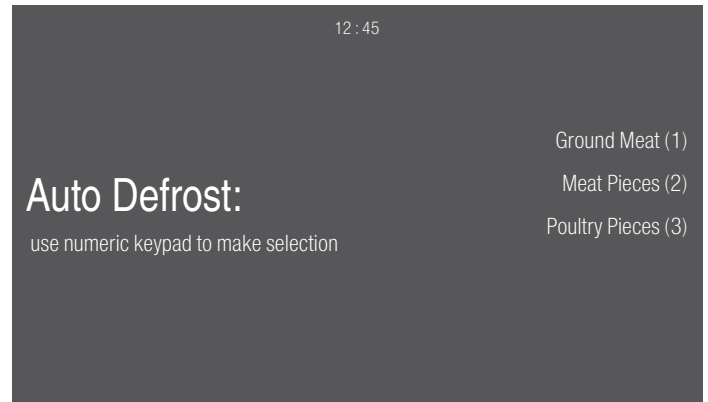 12 : 45
Auto Defrost:
use numeric keypad to make selection
Ground Meat (1)
Meat Pieces (2)
Poultry Pieces (3)